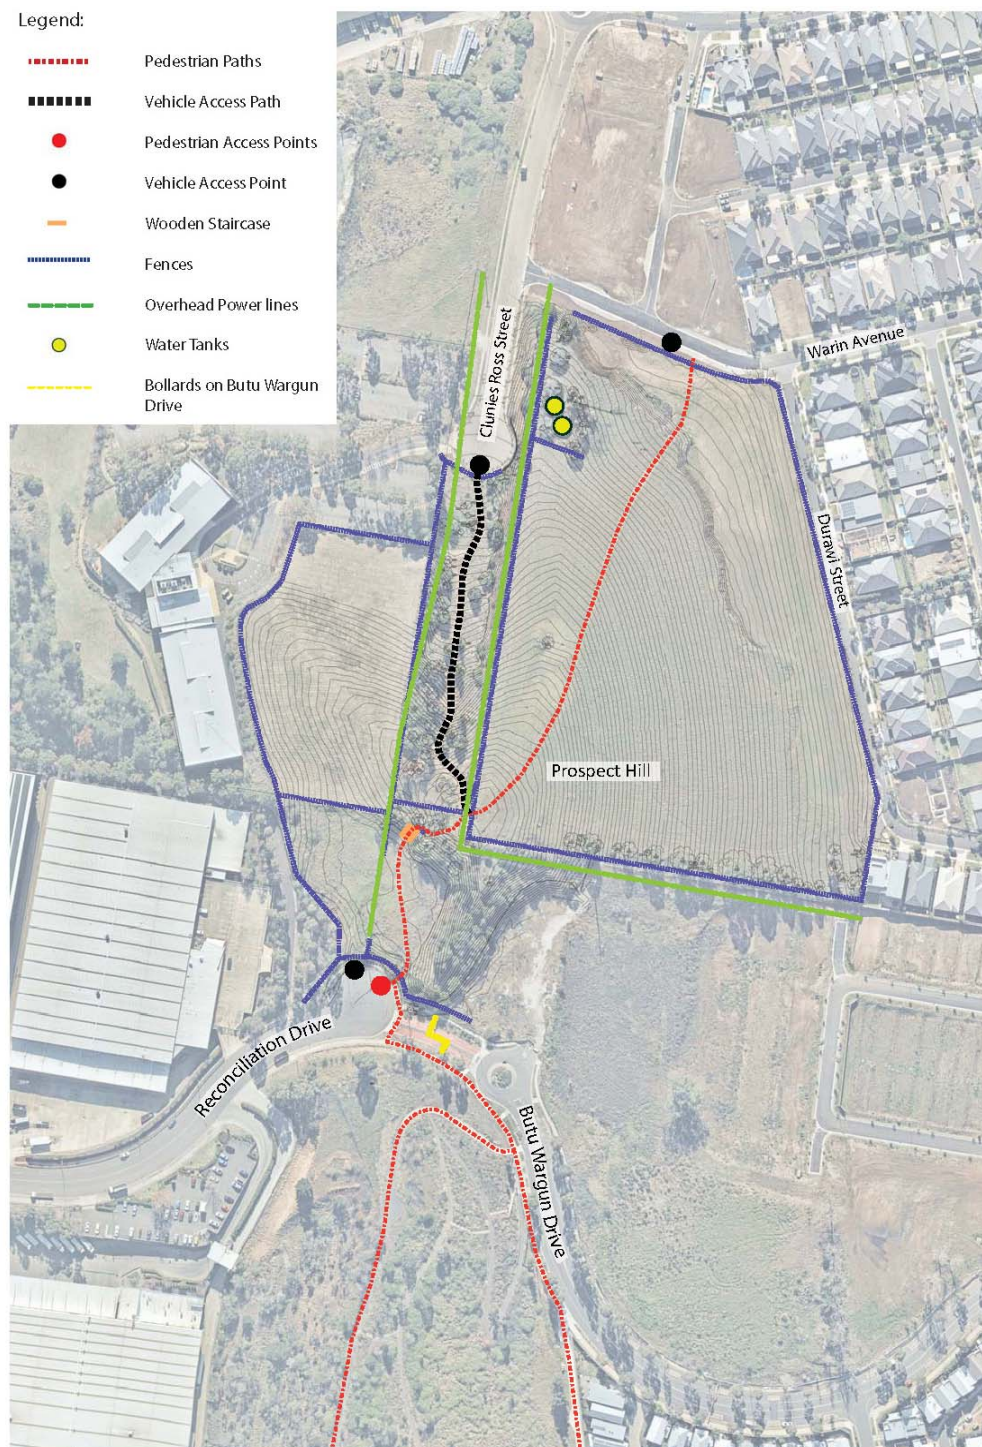 Legend:
Pedestrian Paths
Vehicle Access Path
Pedestrian Access Points
Vehicle Access Point
Wooden Staircase
Fences
Overhead Power lines
Water Tanks
Bollards on Butu Wargun
Drive
Clunies Ross Street
Warin Avenue
Durawi Street
Prospect Hill
Reconciliation Drive
Butu Wargun Drive